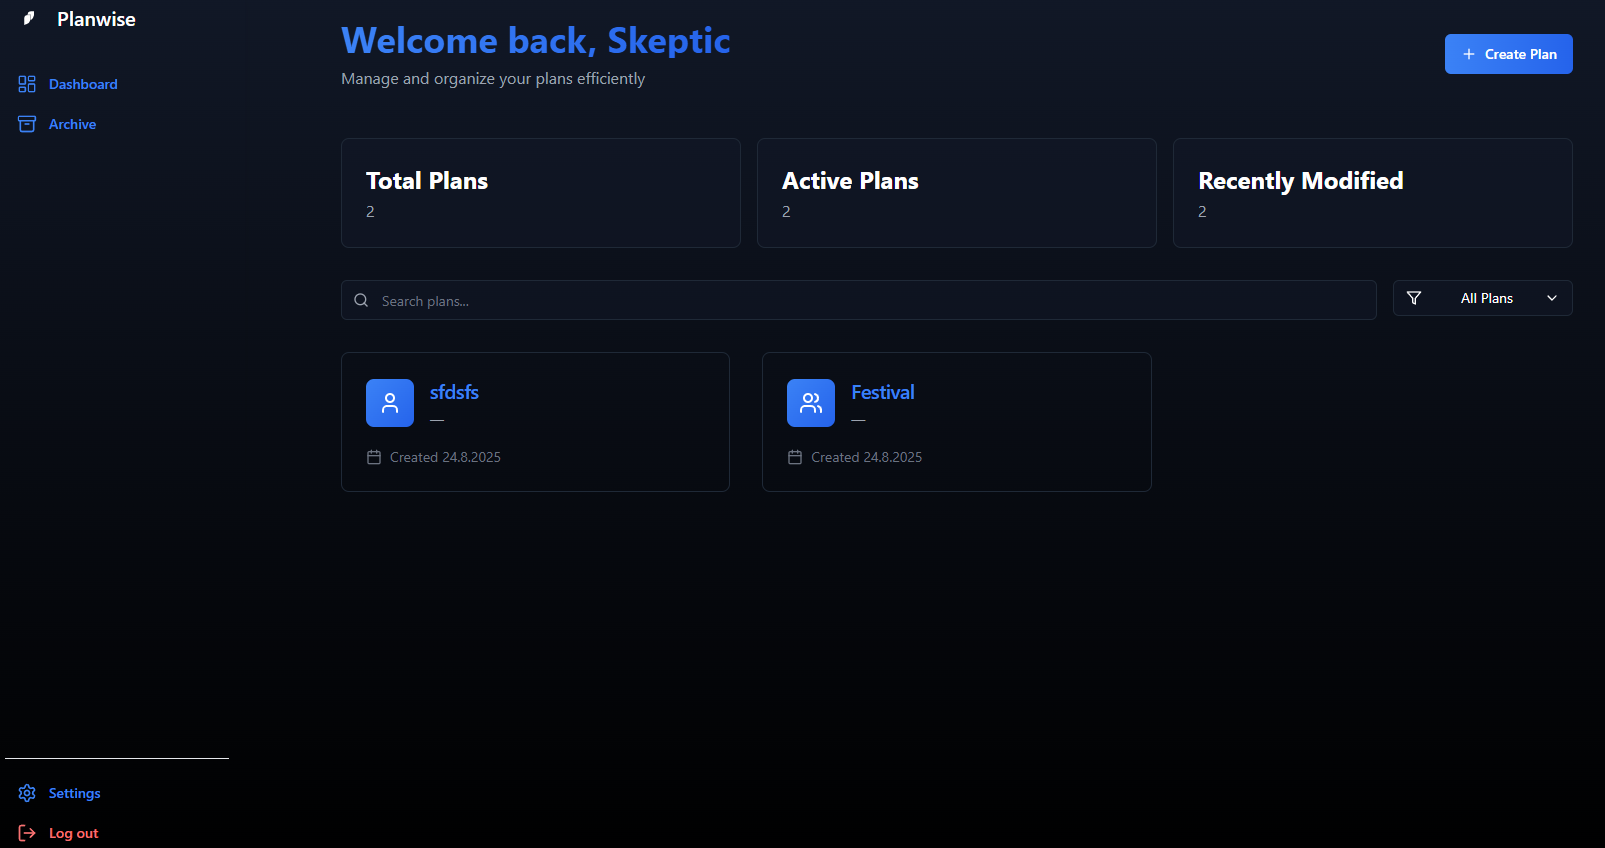 Planwise
Dashboard
Archive
Welcome back, Skeptic
Manage and organize your plans efficiently
Create Plan
Total Plans
2
Active Plans
2
Recently Modified
2
Search plans...
All Plans
sfdsfs
—
Created 24.8.2025
Festival
—
Created 24.8.2025
Settings
Log out